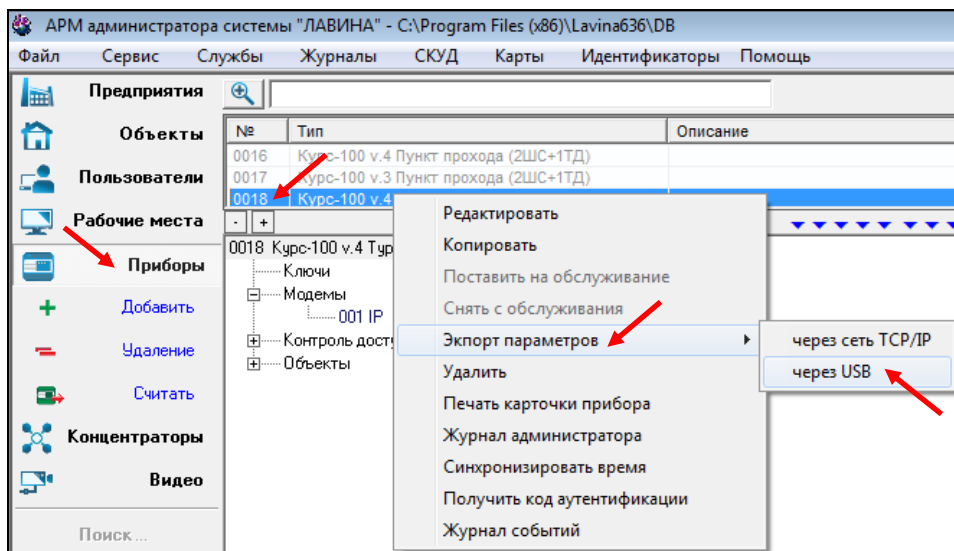 АРМ администратора системы "ЛАВИНА" - C:\Program Files (x86)\Lavina636\DB
Файл Сервис Службы Журналы СКУД Карты Идентификаторы Помощь
Предприятия
Объекты
Пользователи
Рабочие места
Приборы
Добавить
Удаление
Считать
Концентраторы
Видео
Поиск ...
№ Тип Описание
0016 Курс-100 v.4 Пункт прохода (2ШС+1ТД)
0017 Курс-100 v.3 Пункт прохода (2ШС+1ТД)
0018 Курс-100 v.4
- +
0018 Курс-100 v.4 Тур
Ключи
Модемы
001 IP
Контроль дост
Объекты
Редактировать
Копировать
Поставить на обслуживание
Снять с обслуживания
Экпорт параметров
Удалить
Печать карточки прибора
Журнал администратора
Синхронизировать время
Получить код аутентификации
Журнал событий
через сеть TCP/IP
через USB